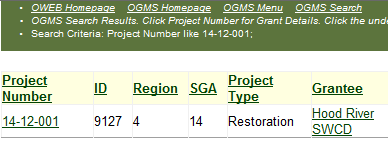 • OWEB Homepage OGMS Homepage OGMS Menu OGMS Search
• OGMS Search Results. Click Project Number for Grant Details. Click the unde
• Search Criteria: Project Number like 14-12-001;
Project Number ID Region SGA Project Type Grantee
14-12-001 9127 4 14 Restoration Hood River SWCD